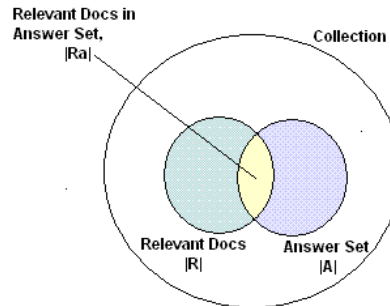 Relevant Docs in
Answer Set,
|Ra|
Collection
Relevant Docs
|R|
Answer Set
|A|